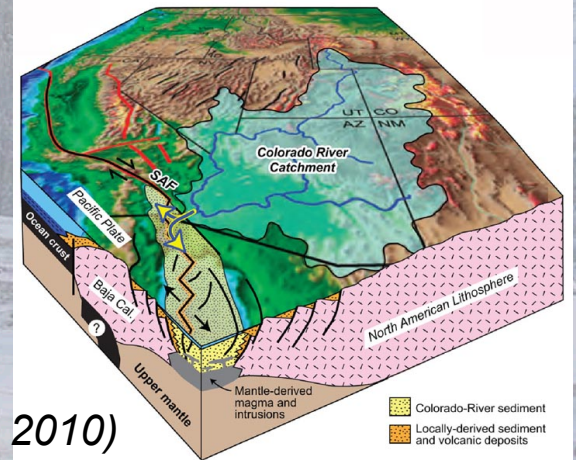 UT CO
AZ NM
Colorado River
Catchment
SAF
Pacific Plate
Ocean crust
Baja Cal.
?
Upper mantle
North American Lithosphere
Mantle-derived
magma and
intrusions
Colorado-River sediment
Locally-derived sediment
and volcanic deposits
2010)